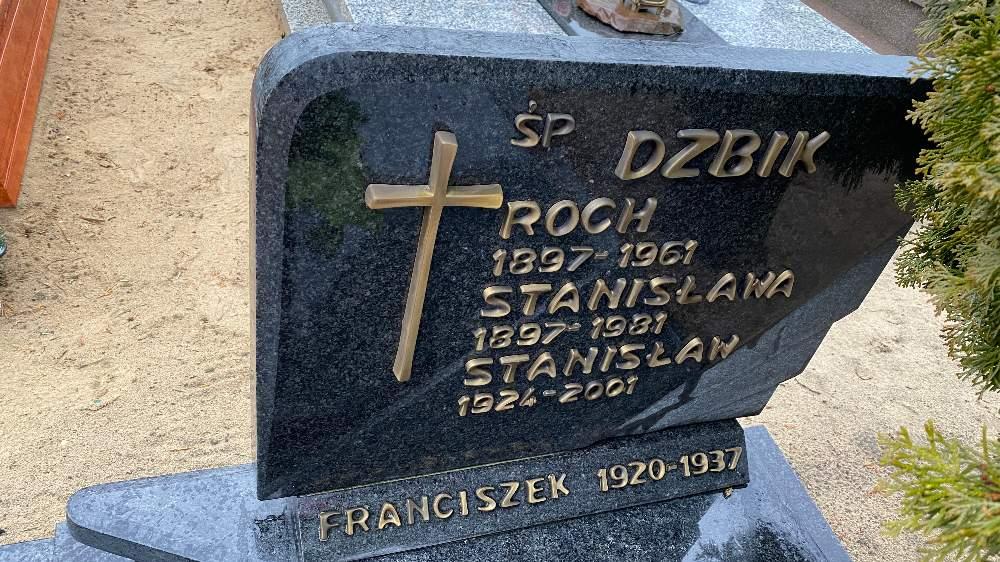 ŚP DZBIK
ROCH
1897-1961
STANISŁAWA
1897-1981
STANISŁAW
1924-2001
FRANCISZEK 1920-1937